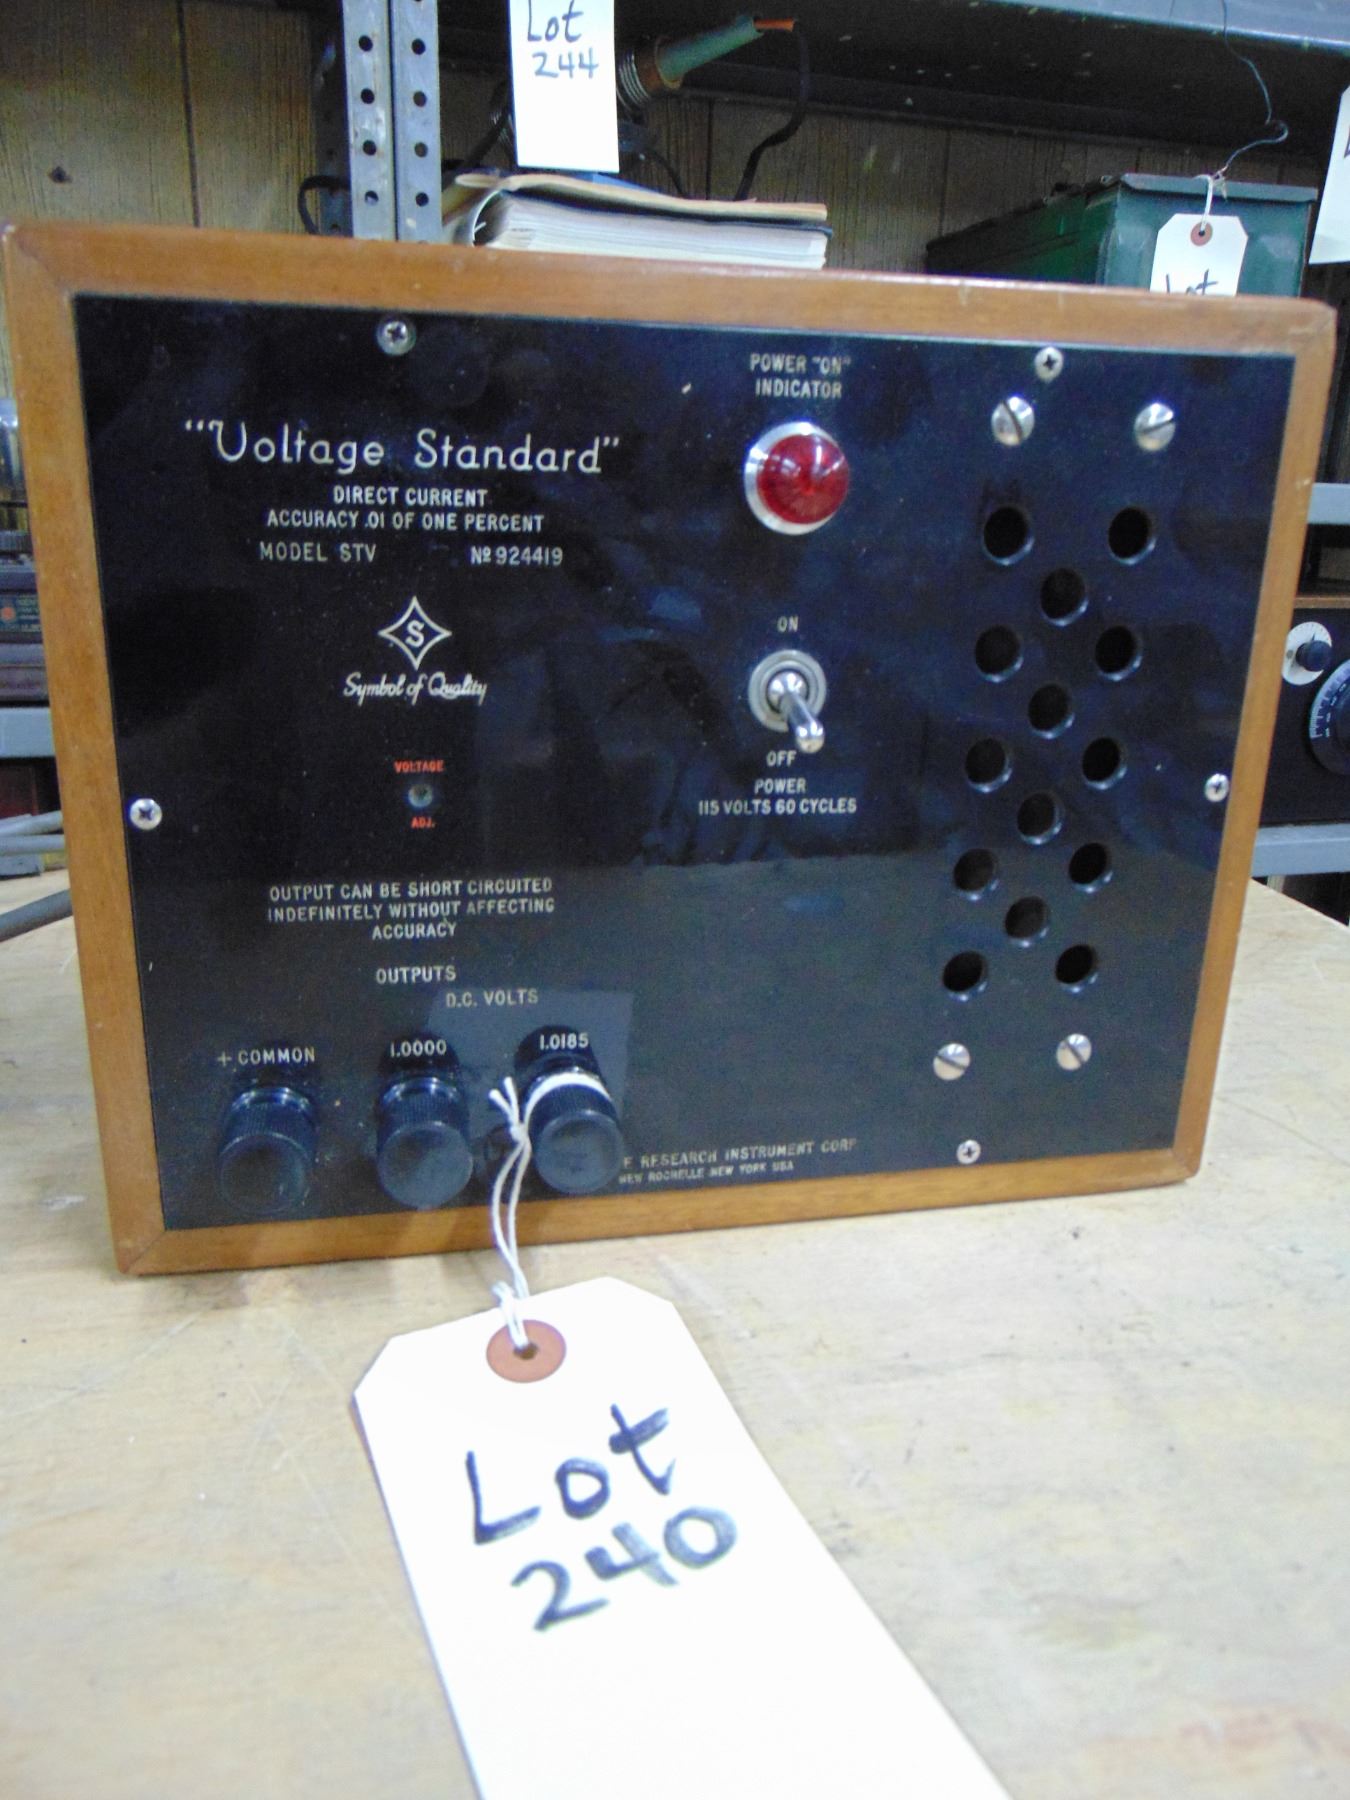 Lot
244
Lot
"Voltage Standard"
DIRECT CURRENT
ACCURACY .01 OF ONE PERCENT
MODEL STV № 924419
S
Symbol of Quality
VOLTAGE
ADJ.
OUTPUT CAN BE SHORT CIRCUITED
INDEFINITELY WITHOUT AFFECTING
ACCURACY
OUTPUTS
D.C. VOLTS
+ COMMON 1.0000 1.0185
POWER "ON"
INDICATOR
ON
OFF
POWER
115 VOLTS 60 CYCLES
RESEARCH INSTRUMENT CORP
NEW ROCHELLE NEW YORK USA
Lot
240